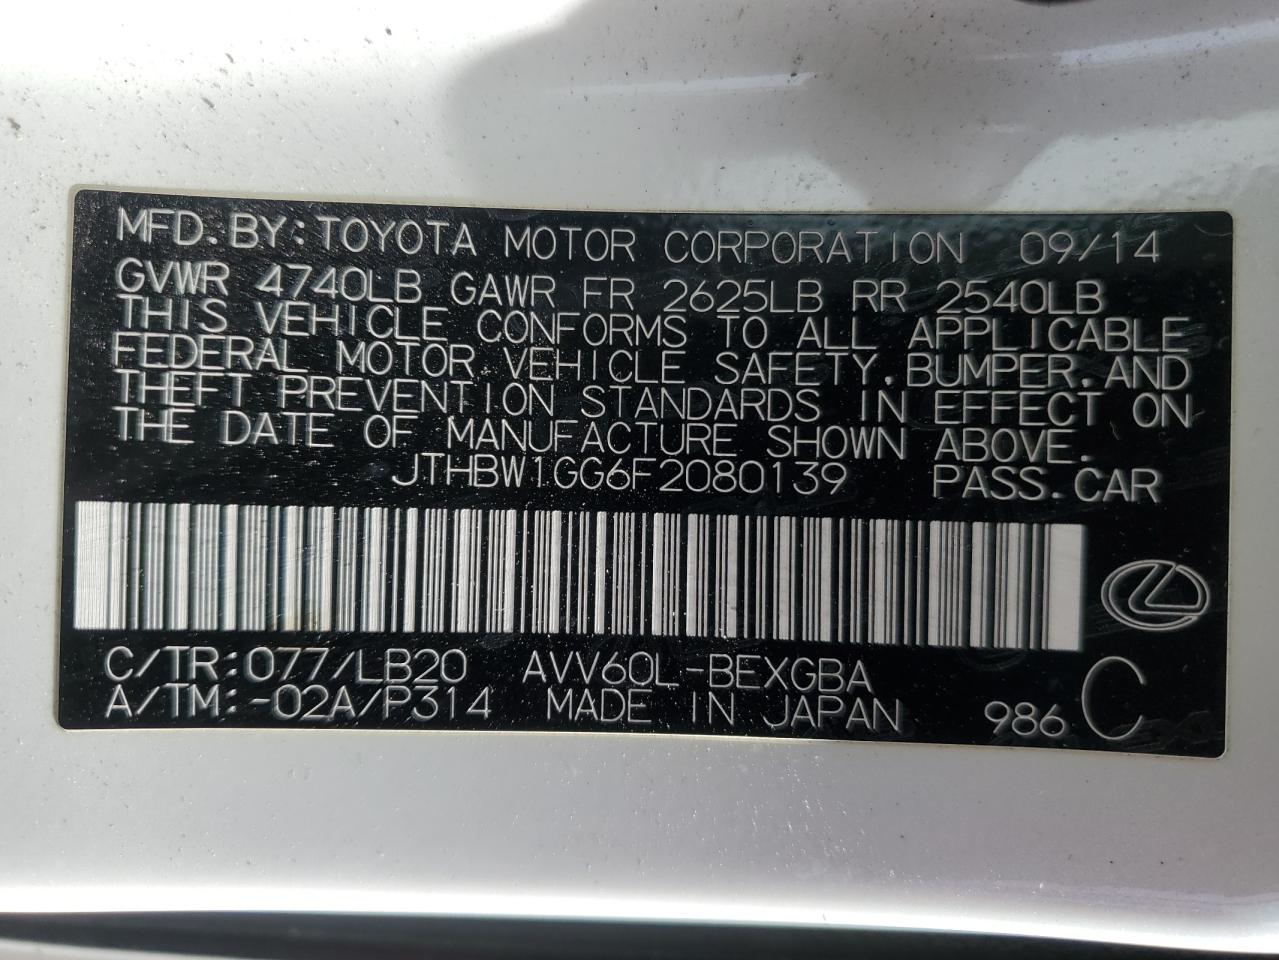 MFD.BY:TOYOTA MOTOR CORPORATION 09/14
GVWR 4740LB GAWR FR 2625LB RR 2540LB
THIS VEHICLE CONFORMS TO ALL APPLICABLE
FEDERAL MOTOR VEHICLE SAFETY.BUMPER.AND
THEFT PREVENTION STANDARDS IN EFFECT ON
THE DATE OF MANUFACTURE SHOWN ABOVE.
JTHBW1GG6F2080139 PASS.CAR
C/TR:077/LB20 AVV60L-BEXGBA
A/TM:-02A/P314 MADE IN JAPAN 986 C